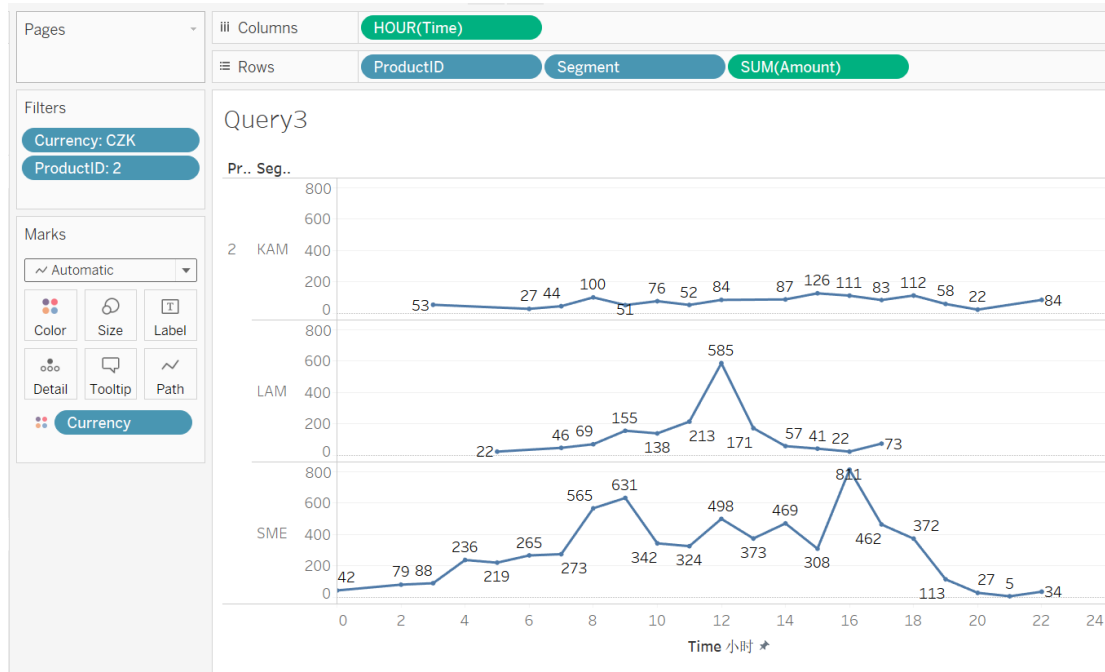 Pages
iii Columns HOUR(Time)
Rows ProductID Segment SUM(Amount)
Filters
Currency: CZK
ProductID: 2
Marks
Automatic
Color Size Label
Detail Tooltip Path
Currency
Query3
Pr.. Seg..
2 KAM
800
600
400
200
0
53 27 44 100 51 76 52 84 87 126 111 83 112 58 22 84
LAM
800
600
400
200
0
22 46 69 155 138 213 585 171 57 41 22 73
SME
800
600
400
200
0
42 79 88 236 219 265 273 565 631 342 324 498 373 469 308 811 462 372 113 27 5 34
0 2 4 6 8 10 12 14 16 18 20 22 24
Time 小时